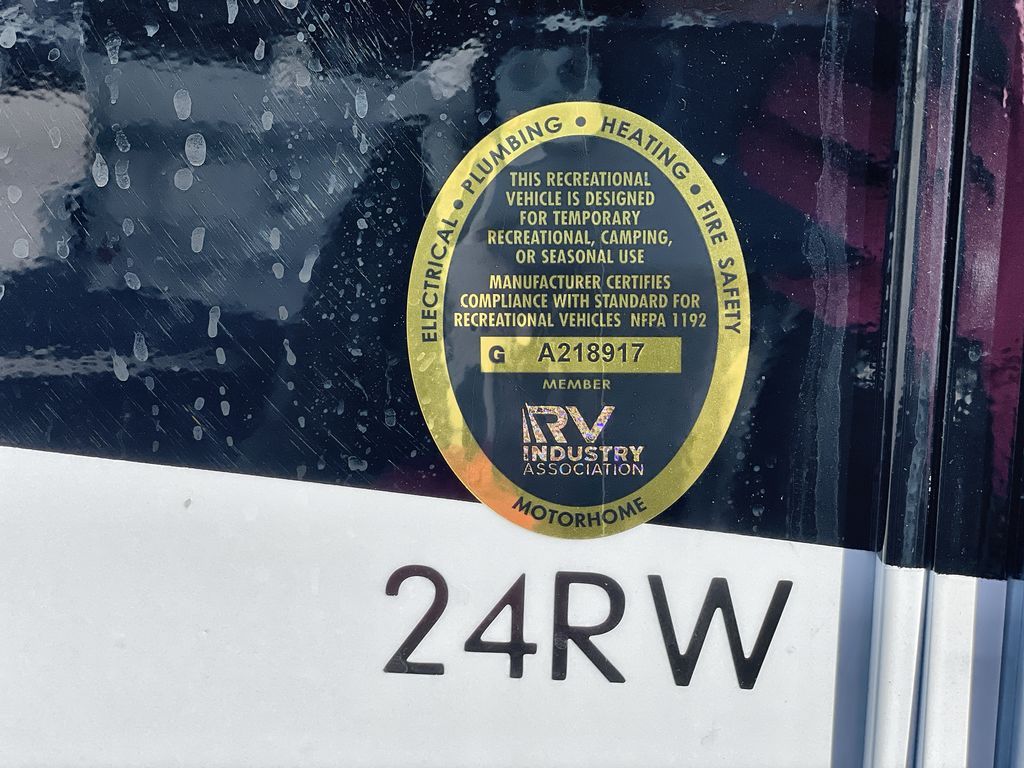 ELECTRICAL • PLUMBING • HEATING • FIRE SAFETY
THIS RECREATIONAL
VEHICLE IS DESIGNED
FOR TEMPORARY
RECREATIONAL, CAMPING,
OR SEASONAL USE
MANUFACTURER CERTIFIES
COMPLIANCE WITH STANDARD FOR
RECREATIONAL VEHICLES NFPA 1192
G A218917
MEMBER
RV
INDUSTRY
ASSOCIATION
MOTORHOME
24RW